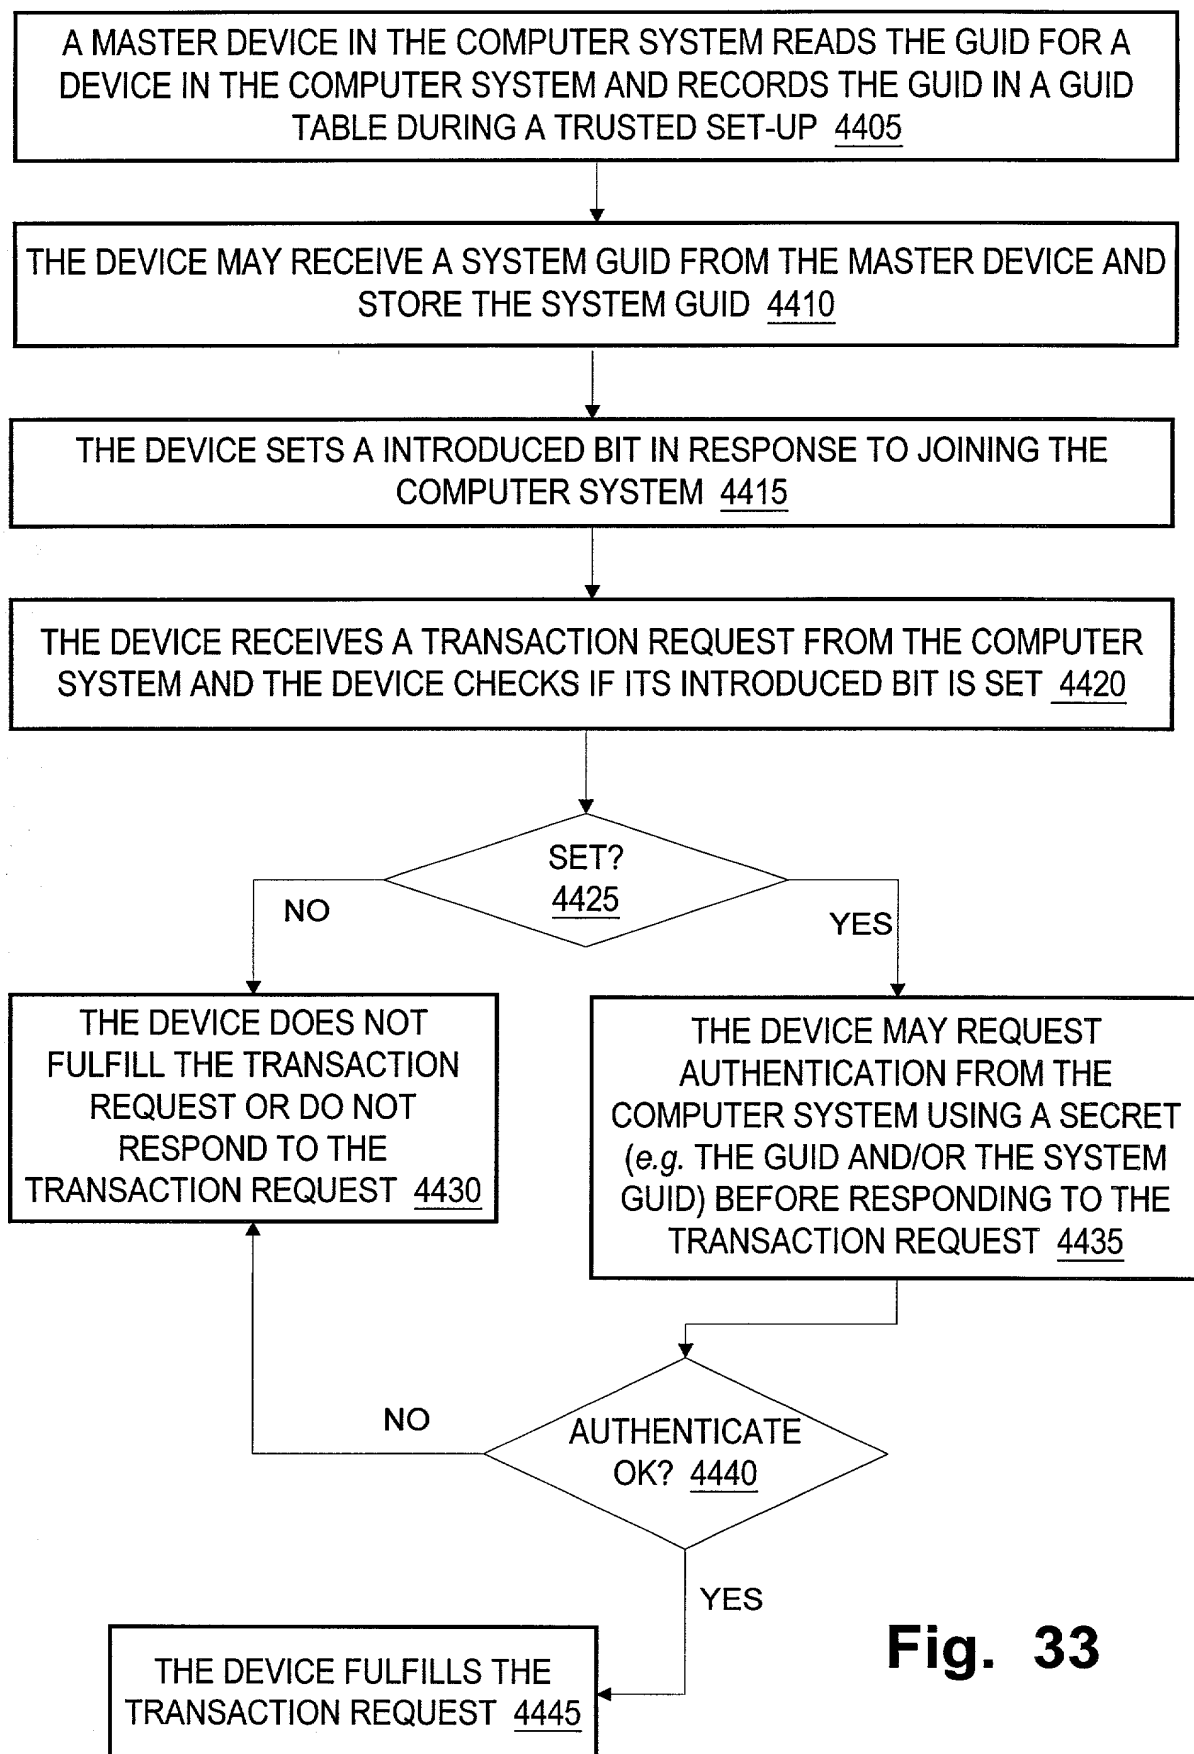 A MASTER DEVICE IN THE COMPUTER SYSTEM READS THE GUID FOR A
DEVICE IN THE COMPUTER SYSTEM AND RECORDS THE GUID IN A GUID
TABLE DURING A TRUSTED SET-UP 4405
THE DEVICE MAY RECEIVE A SYSTEM GUID FROM THE MASTER DEVICE AND
STORE THE SYSTEM GUID 4410
THE DEVICE SETS A INTRODUCED BIT IN RESPONSE TO JOINING THE
COMPUTER SYSTEM 4415
THE DEVICE RECEIVES A TRANSACTION REQUEST FROM THE COMPUTER
SYSTEM AND THE DEVICE CHECKS IF ITS INTRODUCED BIT IS SET 4420
SET?
4425
NO
YES
THE DEVICE DOES NOT
FULFILL THE TRANSACTION
REQUEST OR DO NOT
RESPOND TO THE
TRANSACTION REQUEST 4430
THE DEVICE MAY REQUEST
AUTHENTICATION FROM THE
COMPUTER SYSTEM USING A SECRET
(e.g. THE GUID AND/OR THE SYSTEM
GUID) BEFORE RESPONDING TO THE
TRANSACTION REQUEST 4435
NO
AUTHENTICATE
OK? 4440
YES
THE DEVICE FULFILLS THE
TRANSACTION REQUEST 4445
Fig. 33